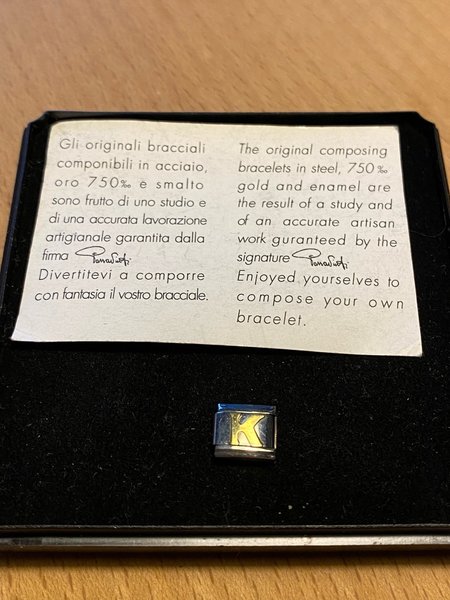 Gli originali bracciali
componibili in acciaio,
oro 750‰ e smalto
sono frutto di uno studio e
di una accurata lavorazione
artigianale garantita dalla
firma
Divertitevi a comporre
con fantasia il vostro bracciale.
The original composing
bracelets in steel, 750‰
gold and enamel are
the result of a study and
of an accurate artisan
work guranteed by the
signature
Enjoyed yourselves to
compose your own
bracelet.
K